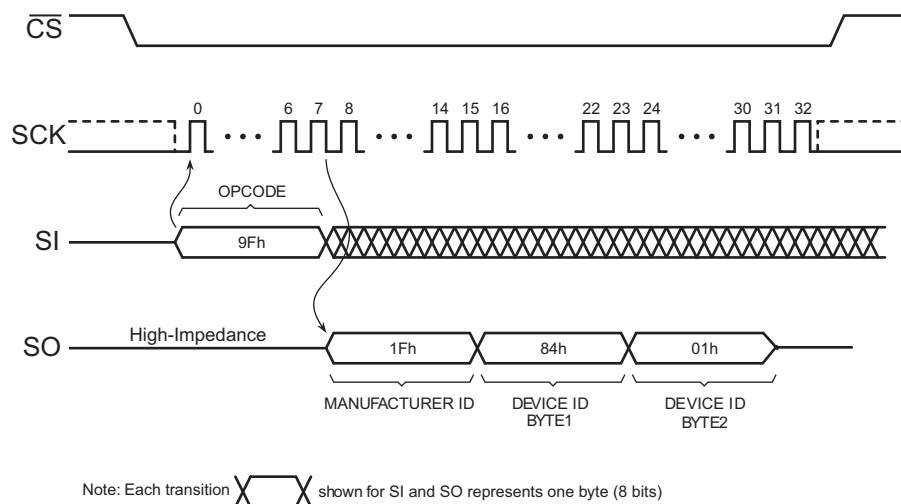 CS
0 6 7 8 14 15 16 22 23 24 30 31 32
SCK
OPCODE
SI 9Fh
High-Impedance
SO 1Fh 84h 01h
MANUFACTURER ID DEVICE ID DEVICE ID
BYTE1 BYTE2
Note: Each transition shown for SI and SO represents one byte (8 bits)